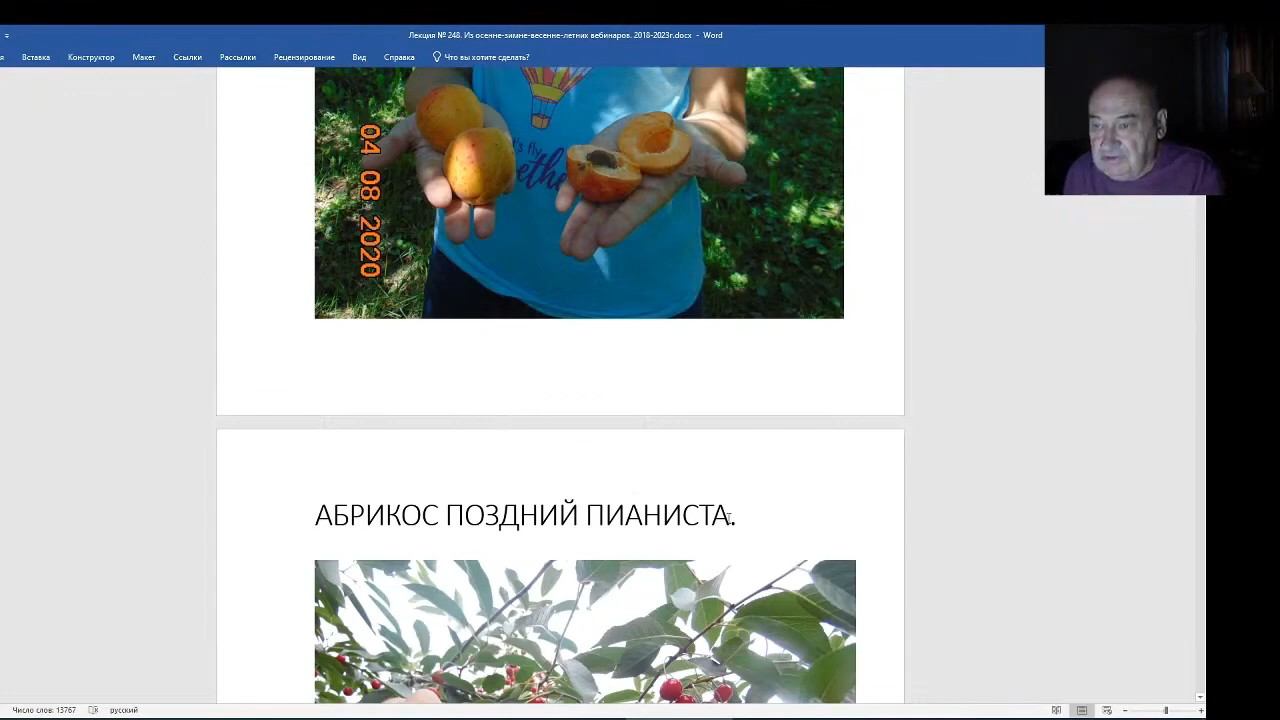 Лекция № 248. Из осенне-зимне-весенне-летних вебинаров. 2018-2023г.docx - Word
Вставка Конструктор Макет Ссылки Рассылки Рецензирование Вид Справка Что вы хотите сделать?
04 08 2020
АБРИКОС ПОЗДНИЙ ПИАНИСТА.
Число слов: 13767 русский